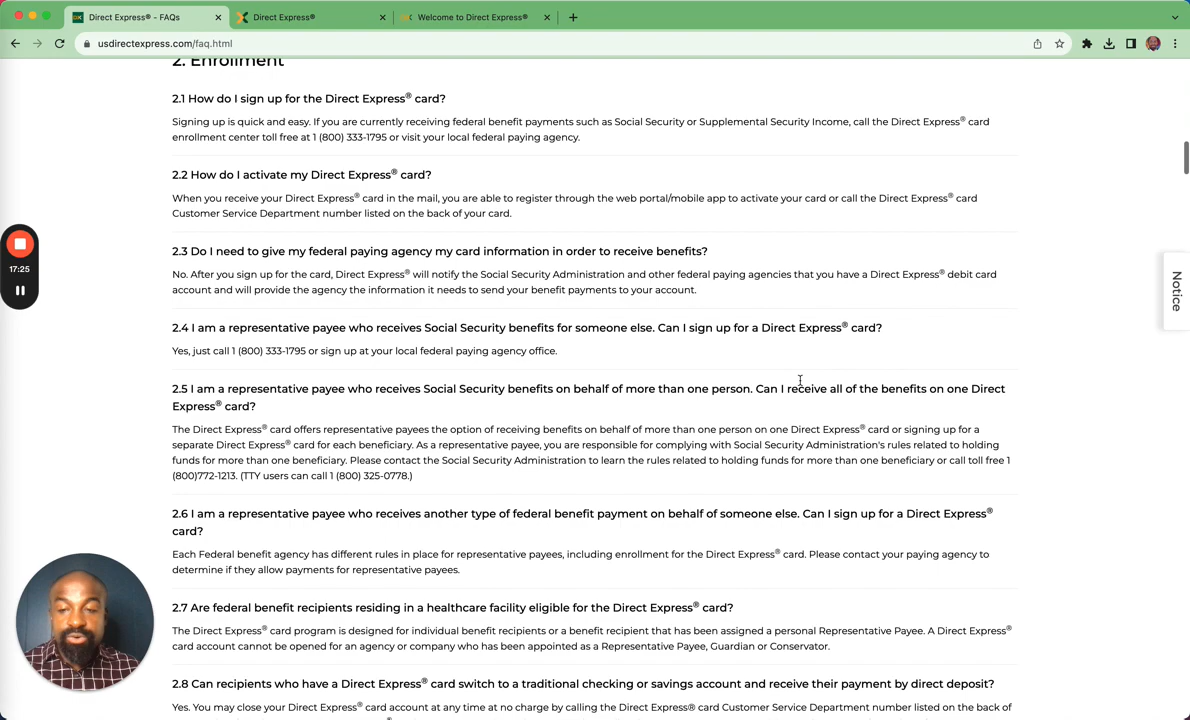 Direct Express® - FAQs
Direct Express®
Welcome to Direct Express®
usdirectexpress.com/faq.html
2. Enrollment
2.1 How do I sign up for the Direct Express® card?
Signing up is quick and easy. If you are currently receiving federal benefit payments such as Social Security or Supplemental Security Income, call the Direct Express® card
enrollment center toll free at 1 (800) 333-1795 or visit your local federal paying agency.
2.2 How do I activate my Direct Express® card?
When you receive your Direct Express® card in the mail, you are able to register through the web portal/mobile app to activate your card or call the Direct Express® card
Customer Service Department number listed on the back of your card.
2.3 Do I need to give my federal paying agency my card information in order to receive benefits?
No. After you sign up for the card, Direct Express® will notify the Social Security Administration and other federal paying agencies that you have a Direct Express® debit card
account and will provide the agency the information it needs to send your benefit payments to your account.
17:25
Notice
2.4 I am a representative payee who receives Social Security benefits for someone else. Can I sign up for a Direct Express® card?
Yes, just call 1 (800) 333-1795 or sign up at your local federal paying agency office.
2.5 I am a representative payee who receives Social Security benefits on behalf of more than one person. Can I receive all of the benefits on one Direct
Express® card?
The Direct Express® card offers representative payees the option of receiving benefits on behalf of more than one person on one Direct Express® card or signing up for a
separate Direct Express® card for each beneficiary. As a representative payee, you are responsible for complying with Social Security Administration's rules related to holding
funds for more than one beneficiary. Please contact the Social Security Administration to learn the rules related to holding funds for more than one beneficiary or call toll free 1
(800)772-1213. (TTY users can call 1 (800) 325-0778.)
2.6 I am a representative payee who receives another type of federal benefit payment on behalf of someone else. Can I sign up for a Direct Express®
card?
Each Federal benefit agency has different rules in place for representative payees, including enrollment for the Direct Express® card. Please contact your paying agency to
determine if they allow payments for representative payees.
2.7 Are federal benefit recipients residing in a healthcare facility eligible for the Direct Express® card?
The Direct Express® card program is designed for individual benefit recipients or a benefit recipient that has been assigned a personal Representative Payee. A Direct Express®
card account cannot be opened for an agency or company who has been appointed as a Representative Payee, Guardian or Conservator.
2.8 Can recipients who have a Direct Express® card switch to a traditional checking or savings account and receive their payment by direct deposit?
Yes. You may close your Direct Express® card account at any time at no charge by calling the Direct Express® card Customer Service Department number listed on the back of